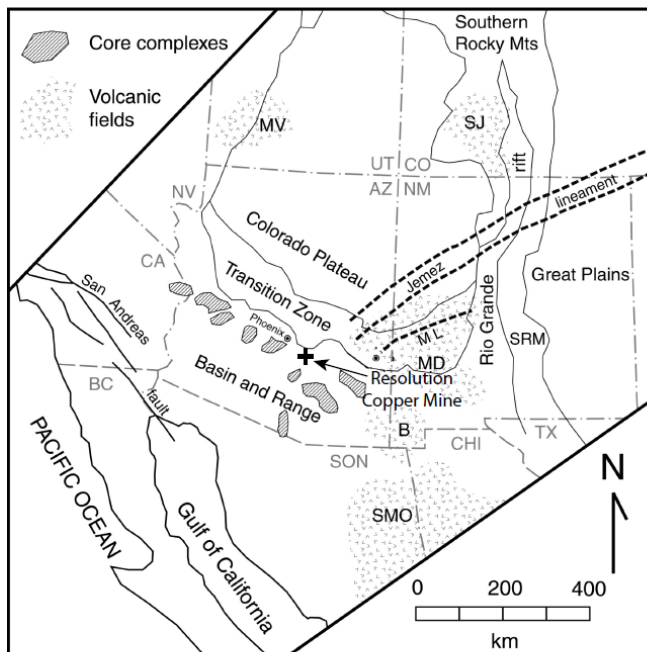 Core complexes
Volcanic
fields
Southern
Rocky Mts
MV
SJ
rift
UT
CO
AZ
NM
NV
lineament
Jemez
Colorado Plateau
CA
Transition Zone
Great Plains
San Andreas
fault
Phoenix
M L
Rio Grande
MD
SRM
Resolution
Copper Mine
Basin and Range
BC
B
SON
CHI
TX
PACIFIC OCEAN
Gulf of California
SMO
N
0
200
400
km